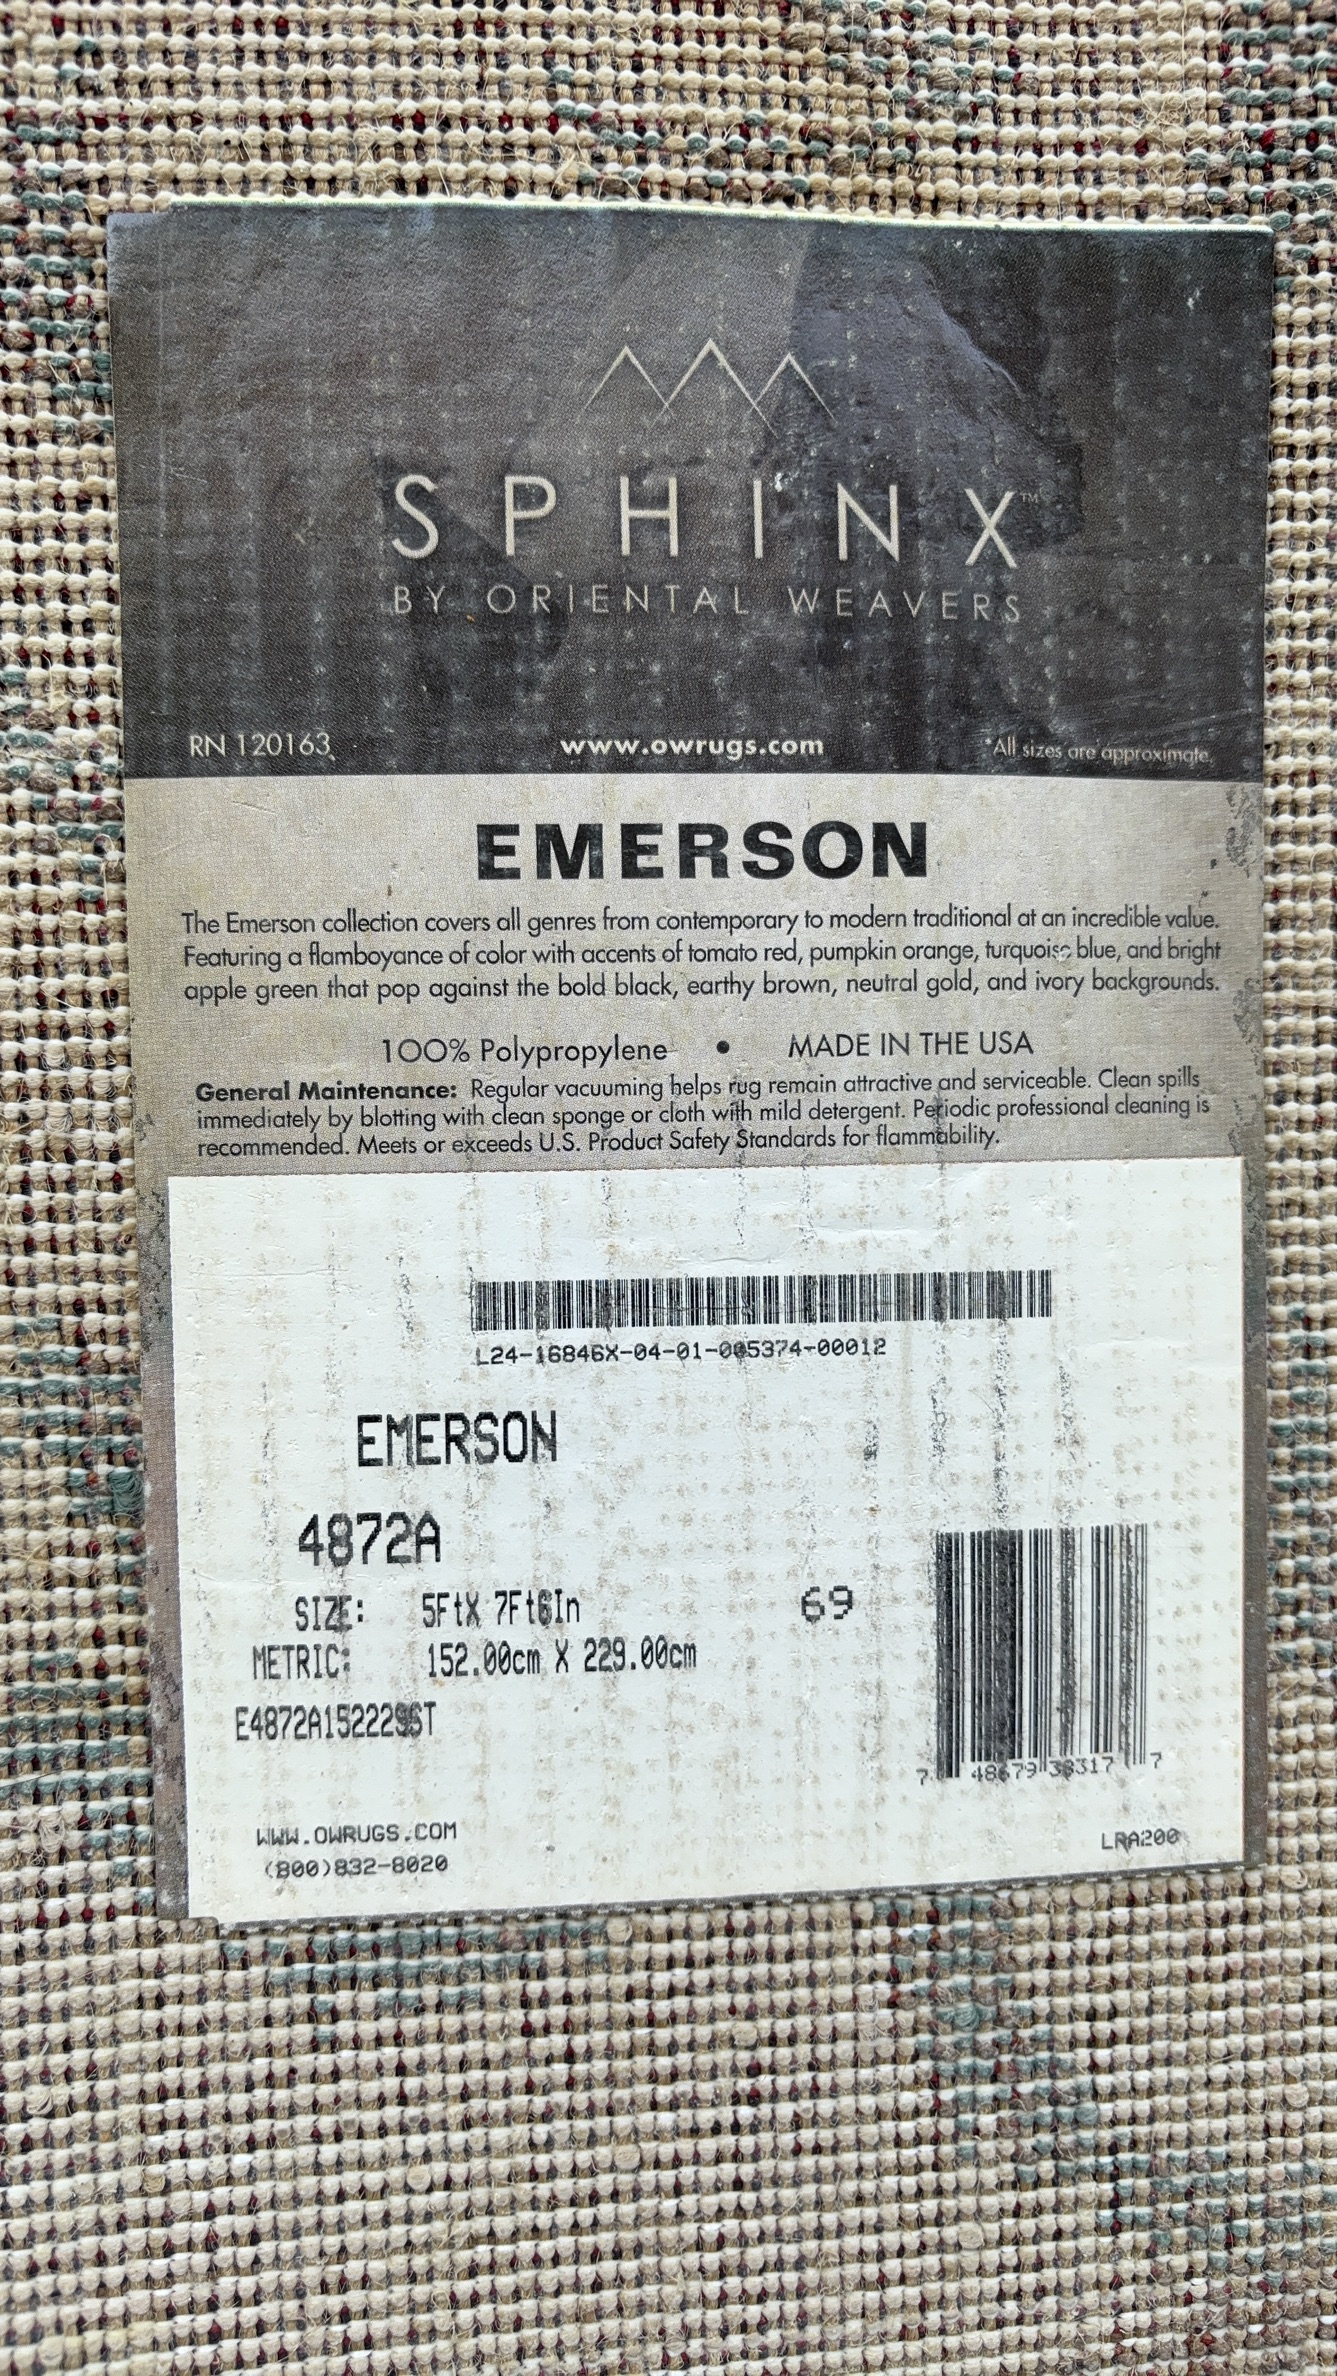 SPHINX™
BY ORIENTAL WEAVERS
RN 120163
www.owrugs.com
*All sizes are approximate.
EMERSON
The Emerson collection covers all genres from contemporary to modern traditional at an incredible value.
Featuring a flamboyance of color with accents of tomato red, pumpkin orange, turquoise blue, and bright
apple green that pop against the bold black, earthy brown, neutral gold, and ivory backgrounds.
100% Polypropylene • MADE IN THE USA
General Maintenance: Regular vacuuming helps rug remain attractive and serviceable. Clean spills
immediately by blotting with clean sponge or cloth with mild detergent. Periodic professional cleaning is
recommended. Meets or exceeds U.S. Product Safety Standards for flammability.
L24-16846X-04-01-005374-00012
EMERSON
4872A
SIZE: 5FtX 7Ft6In
69
METRIC: 152.00cm X 229.00cm
E4872A152229ST
7 48679 38317 7
WWW.OWRUGS.COM
(800)832-8020
LRA200